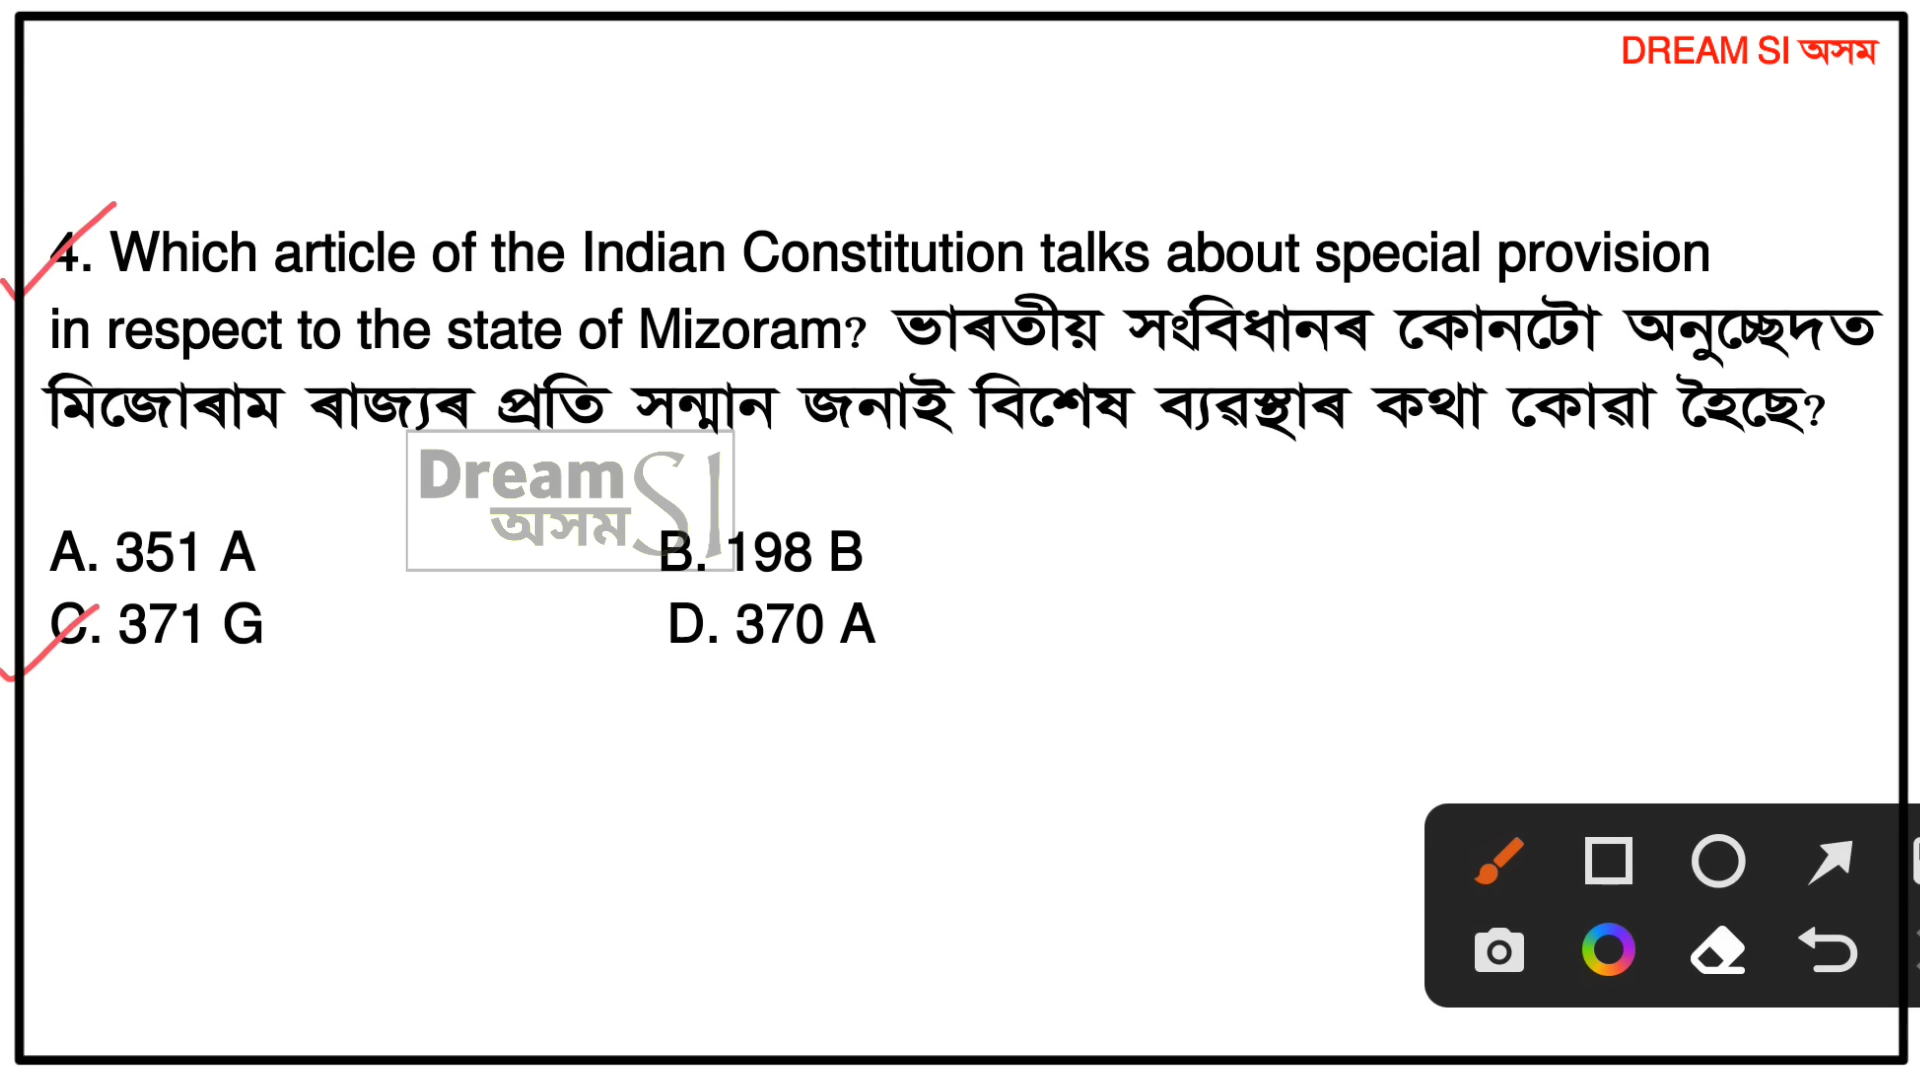 DREAM SI অসম
4. Which article of the Indian Constitution talks about special provision
in respect to the state of Mizoram? ভাৰতীয় সংবিধানৰ কোনটো অনুচ্ছেদত
মিজোৰাম ৰাজ্যৰ প্ৰতি সন্মান জনাই বিশেষ ব্যৱস্থাৰ কথা কোৱা হৈছে?
Dream SI
অসম
A. 351 A B. 198 B
C. 371 G D. 370 A